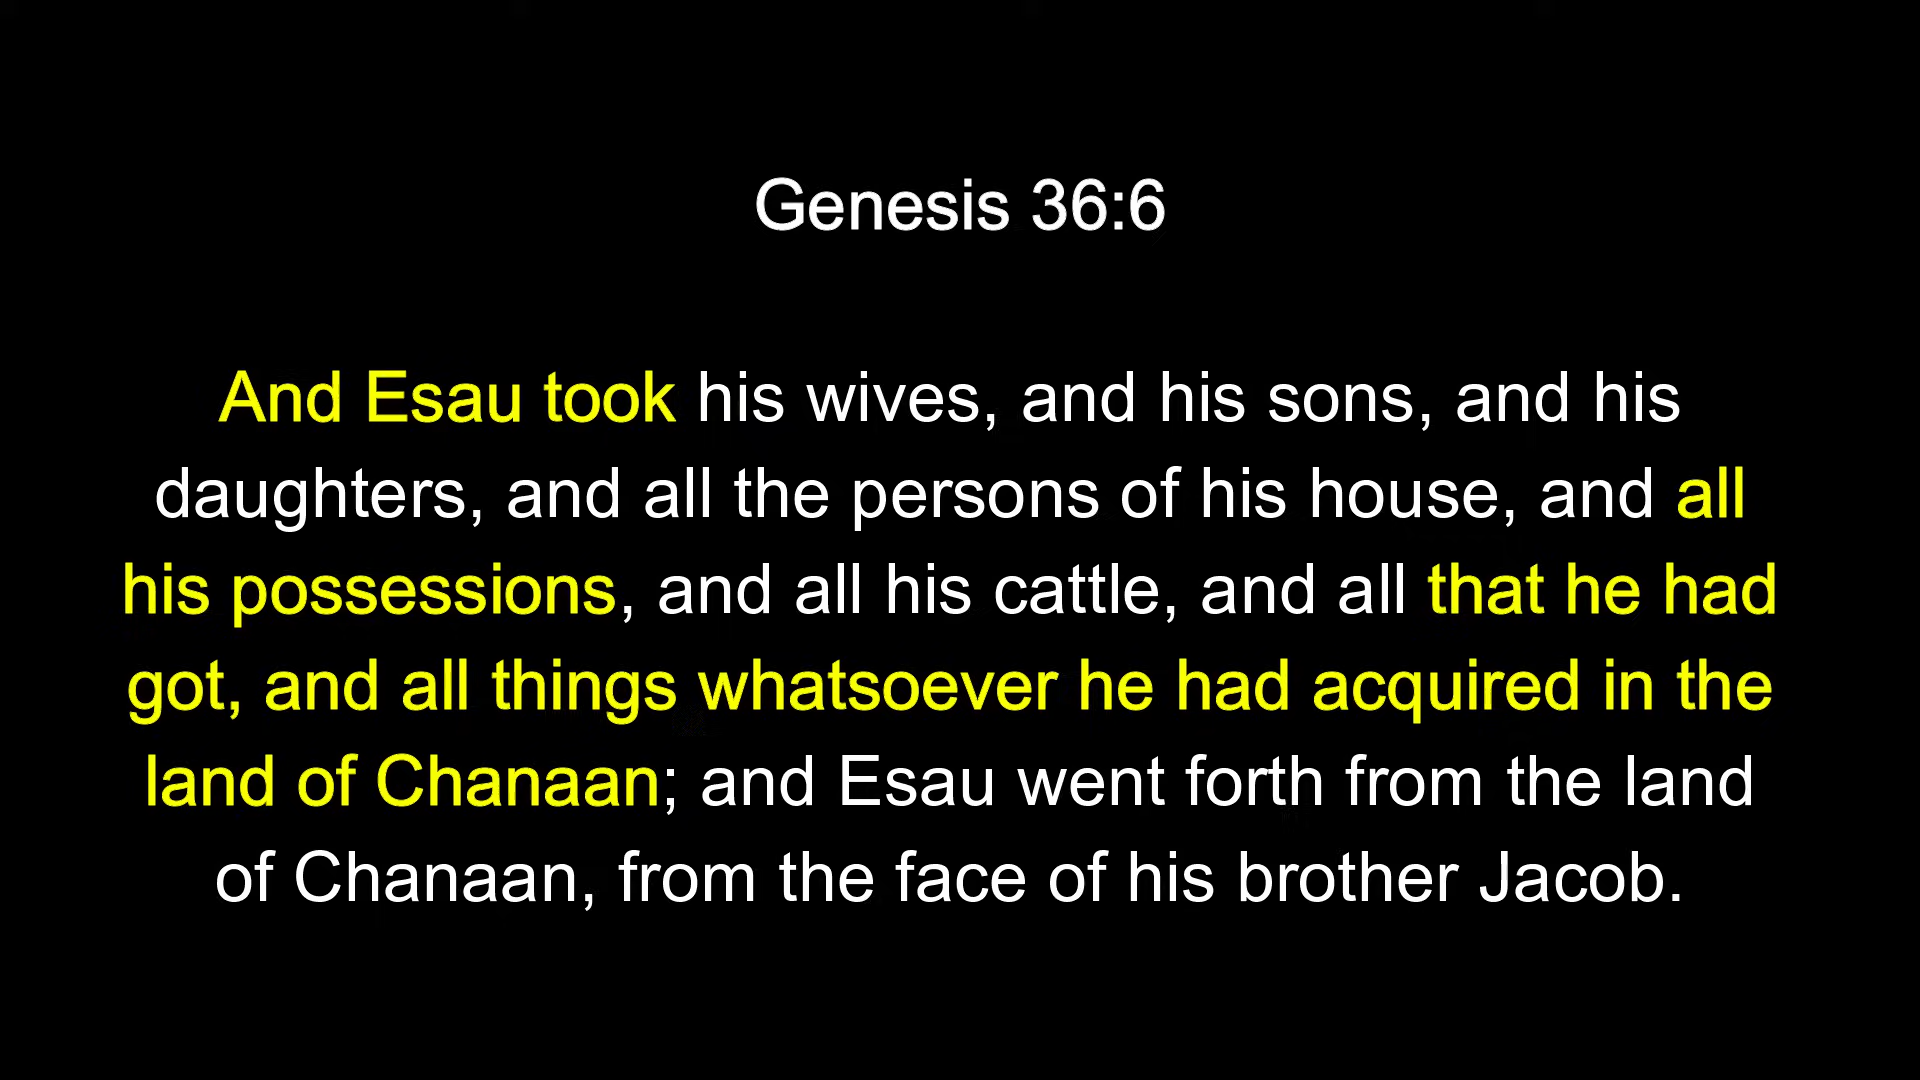 Genesis 36:6
And Esau took his wives, and his sons, and his
daughters, and all the persons of his house, and all
his possessions, and all his cattle, and all that he had
got, and all things whatsoever he had acquired in the
land of Chanaan; and Esau went forth from the land
of Chanaan, from the face of his brother Jacob.